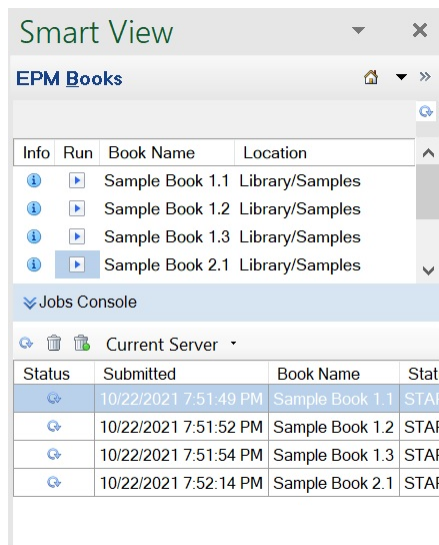 Smart View
EPM Books
Info Run Book Name Location
Sample Book 1.1 Library/Samples
Sample Book 1.2 Library/Samples
Sample Book 1.3 Library/Samples
Sample Book 2.1 Library/Samples
Jobs Console
Current Server
Status Submitted Book Name Stat
10/22/2021 7:51:49 PM Sample Book 1.1 STAR
10/22/2021 7:51:52 PM Sample Book 1.2 STAR
10/22/2021 7:51:54 PM Sample Book 1.3 STAR
10/22/2021 7:52:14 PM Sample Book 2.1 STAR